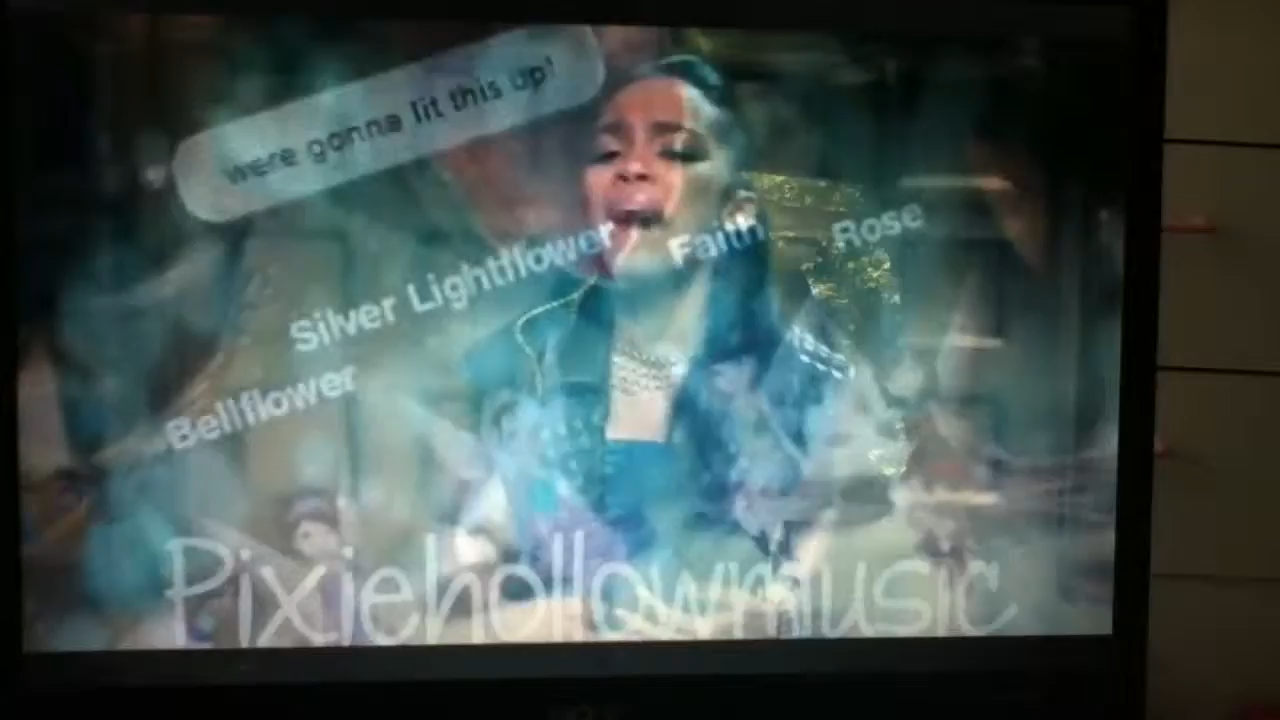 were gonna lit this up!
Silver Lightflower
Faith
Rose
Bellflower
Pixiehollowmusic